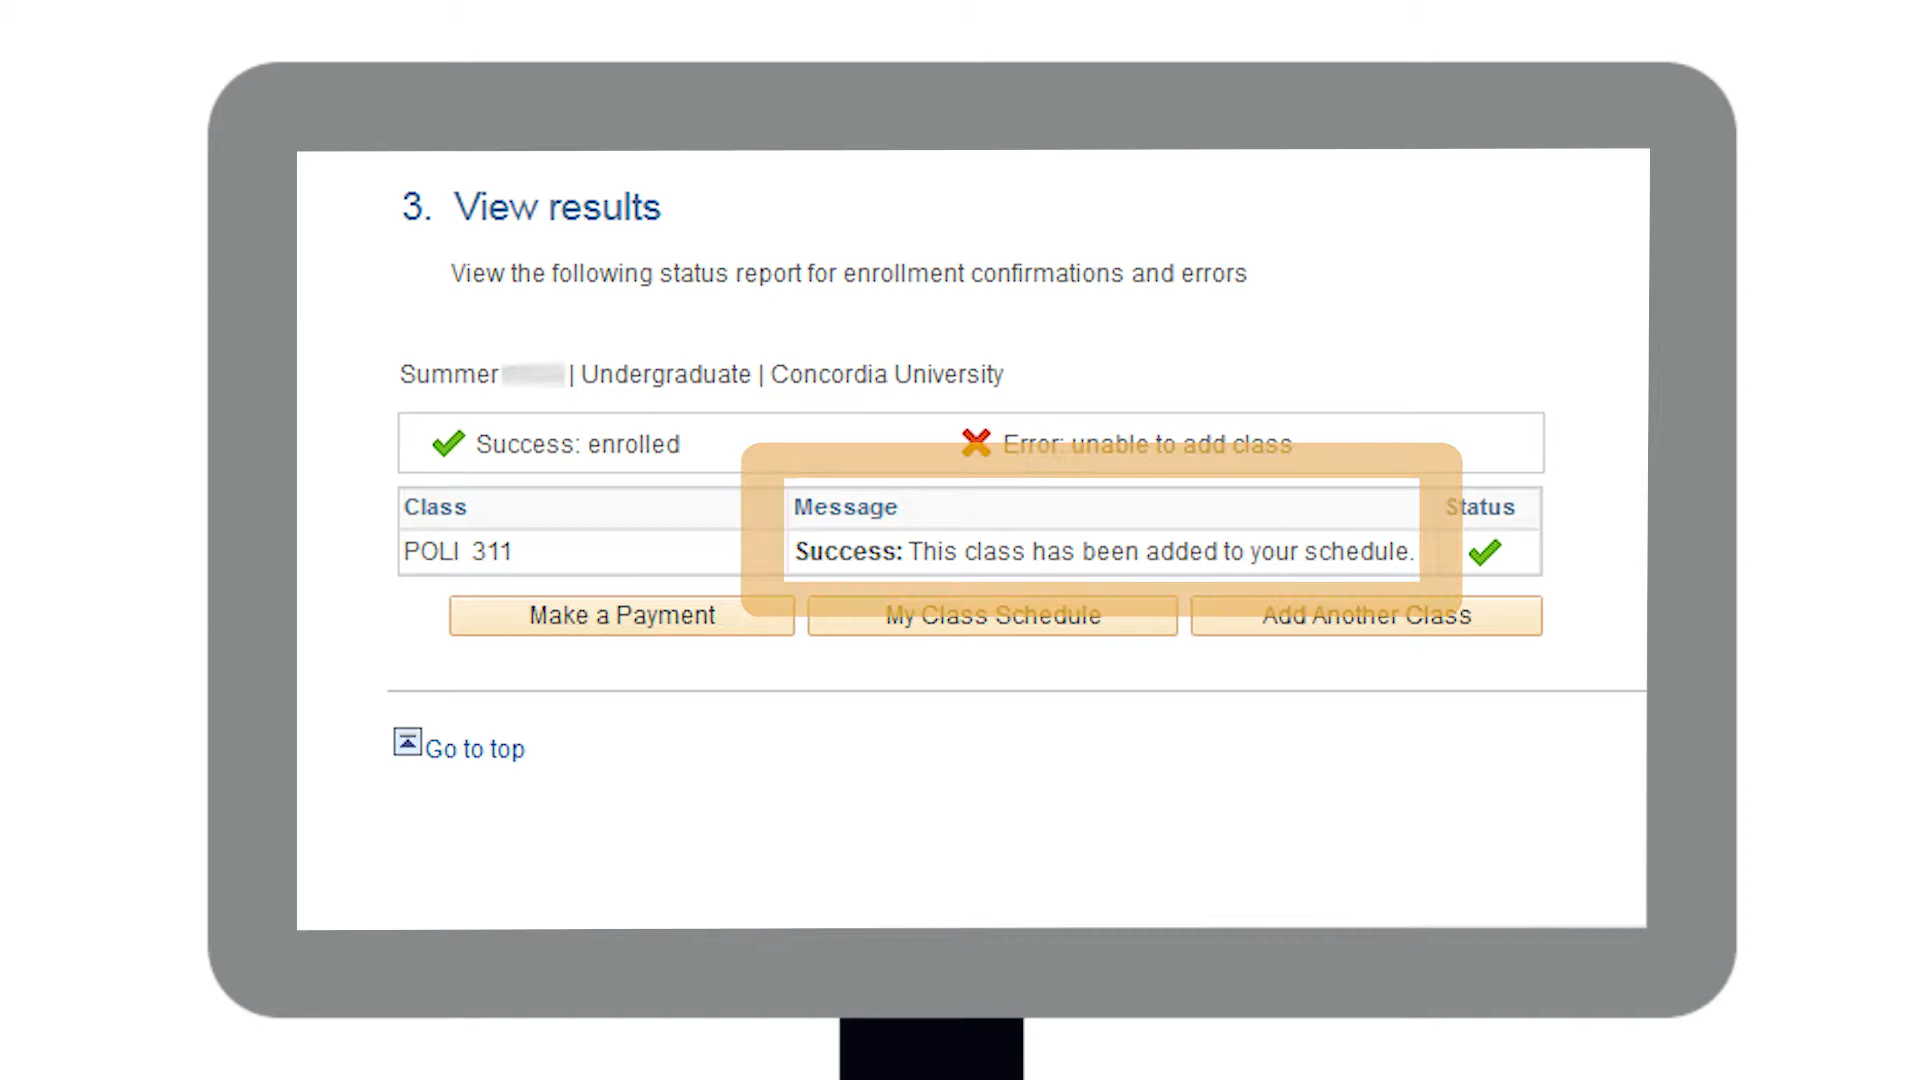 3. View results
View the following status report for enrollment confirmations and errors
Summer | Undergraduate | Concordia University
Success: enrolled Error: unable to add class
Class Message Status
POLI 311 Success: This class has been added to your schedule.
Make a Payment My Class Schedule Add Another Class
Go to top